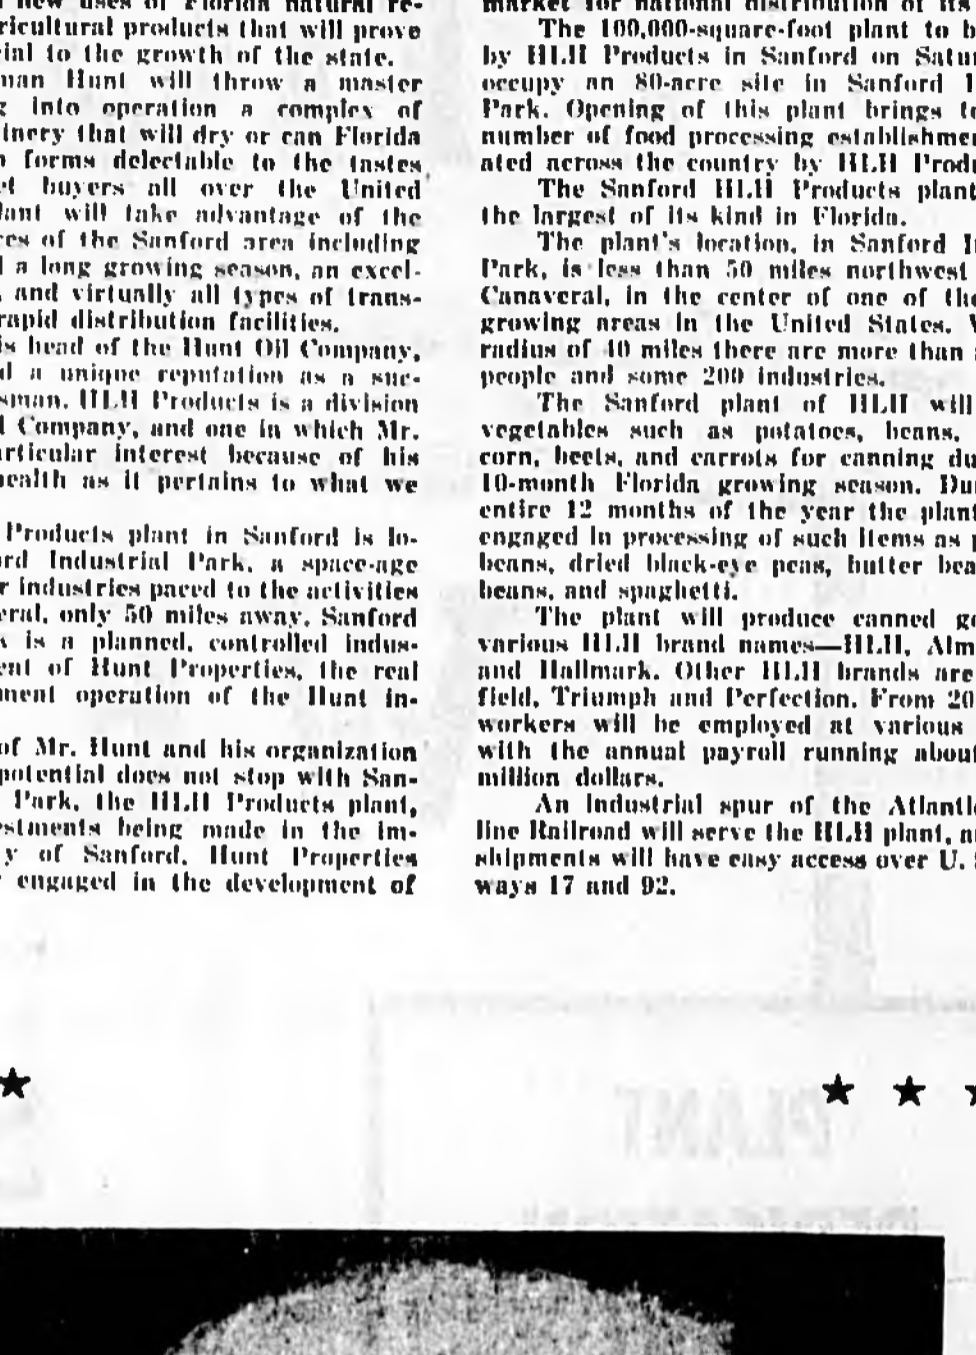 new uses of Florida natural re-
ricultural products that will prove
ial to the growth of the state.
man Hunt will throw a master
g into operation a complex of
inery that will dry or can Florida
n forms delectable to the tastes
et buyers all over the United
lant will take advantage of the
ces of the Sanford area including
d a long growing season, an excel-
, and virtually all types of trans-
rapid distribution facilities.
is head of the Hunt Oil Company,
d a unique reputation as a suc-
sman. HLH Products is a division
l Company, and one in which Mr.
articular interest because of his
health as it pertains to what we
Products plant in Sanford is lo-
ord Industrial Park, a space-age
r industries paced to the activities
eral, only 50 miles away. Sanford
k is a planned, controlled indus-
ent of Hunt Properties, the real
ment operation of the Hunt in-
of Mr. Hunt and his organization
potential does not stop with San-
Park, the HLH Products plant,
estments being made in the im-
y of Sanford. Hunt Properties
engaged in the development of
market for national distribution of its
The 100,000-square-foot plant to b
by HLH Products in Sanford on Satur
occupy an 80-acre site in Sanford I
Park. Opening of this plant brings to
number of food processing establishmen
ated across the country by HLH Produ
The Sanford HLH Products plant
the largest of its kind in Florida.
The plant's location, in Sanford I
Park, is less than 50 miles northwest
Canaveral, in the center of one of the
growing areas in the United States. W
radius of 40 miles there are more than
people and some 200 industries.
The Sanford plant of HLH will
vegetables such as potatoes, beans,
corn, beets, and carrots for canning du
10-month Florida growing season. Dur
entire 12 months of the year the plant
engaged in processing of such items as p
beans, dried black-eye peas, butter bea
beans, and spaghetti.
The plant will produce canned go
various HLH brand names—HLH, Alm
and Hallmark. Other HLH brands are
field, Triumph and Perfection. From 20
workers will be employed at various
with the annual payroll running about
million dollars.
An industrial spur of the Atlantic
line Railroad will serve the HLH plant, an
shipments will have easy access over U. S
ways 17 and 92.